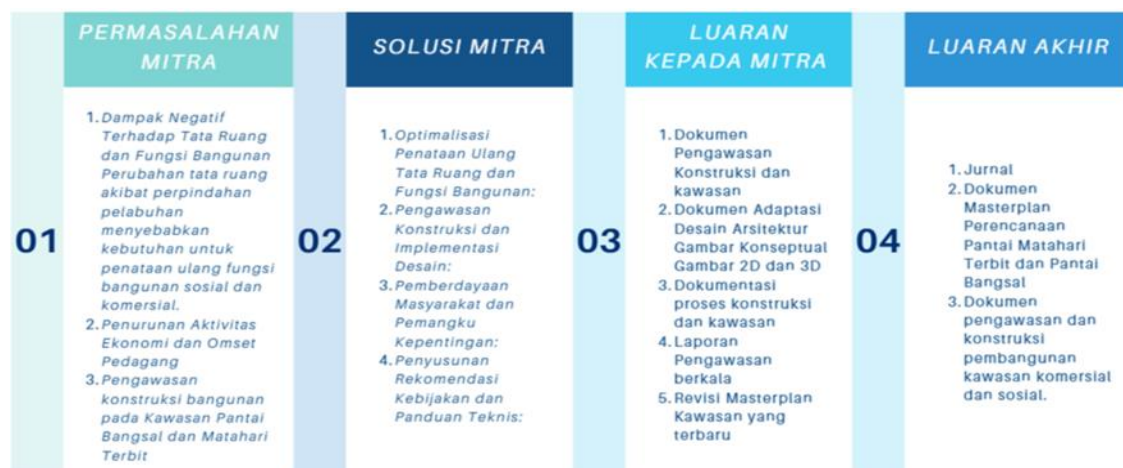 01
PERMASALAHAN
MITRA
1. Dampak Negatif
Terhadap Tata Ruang
dan Fungsi Bangunan
Perubahan tata ruang
akibat perpindahan
pelabuhan
menyebabkan
kebutuhan untuk
penataan ulang fungsi
bangunan sosial dan
komersial.
2. Penurunan Aktivitas
Ekonomi dan Omset
Pedagang
3. Pengawasan
konstruksi bangunan
pada Kawasan Pantai
Bangsal dan Matahari
Terbit
02
SOLUSI MITRA
1. Optimalisasi
Penataan Ulang
Tata Ruang dan
Fungsi Bangunan:
2. Pengawasan
Konstruksi dan
Implementasi
Desain:
3. Pemberdayaan
Masyarakat dan
Pemangku
Kepentingan:
4. Penyusunan
Rekomendasi
Kebijakan dan
Panduan Teknis:
03
LUARAN
KEPADA MITRA
1. Dokumen
Pengawasan
Konstruksi dan
kawasan
2. Dokumen Adaptasi
Desain Arsitektur
Gambar Konseptual
Gambar 2D dan 3D
3. Dokumentasi
proses konstruksi
dan kawasan
4. Laporan
Pengawasan
berkala
5. Revisi Masterplan
Kawasan yang
terbaru
04
LUARAN AKHIR
1. Jurnal
2. Dokumen
Masterplan
Perencanaan
Pantai Matahari
Terbit dan Pantai
Bangsal
3. Dokumen
pengawasan dan
konstruksi
pembangunan
kawasan komersial
dan sosial.